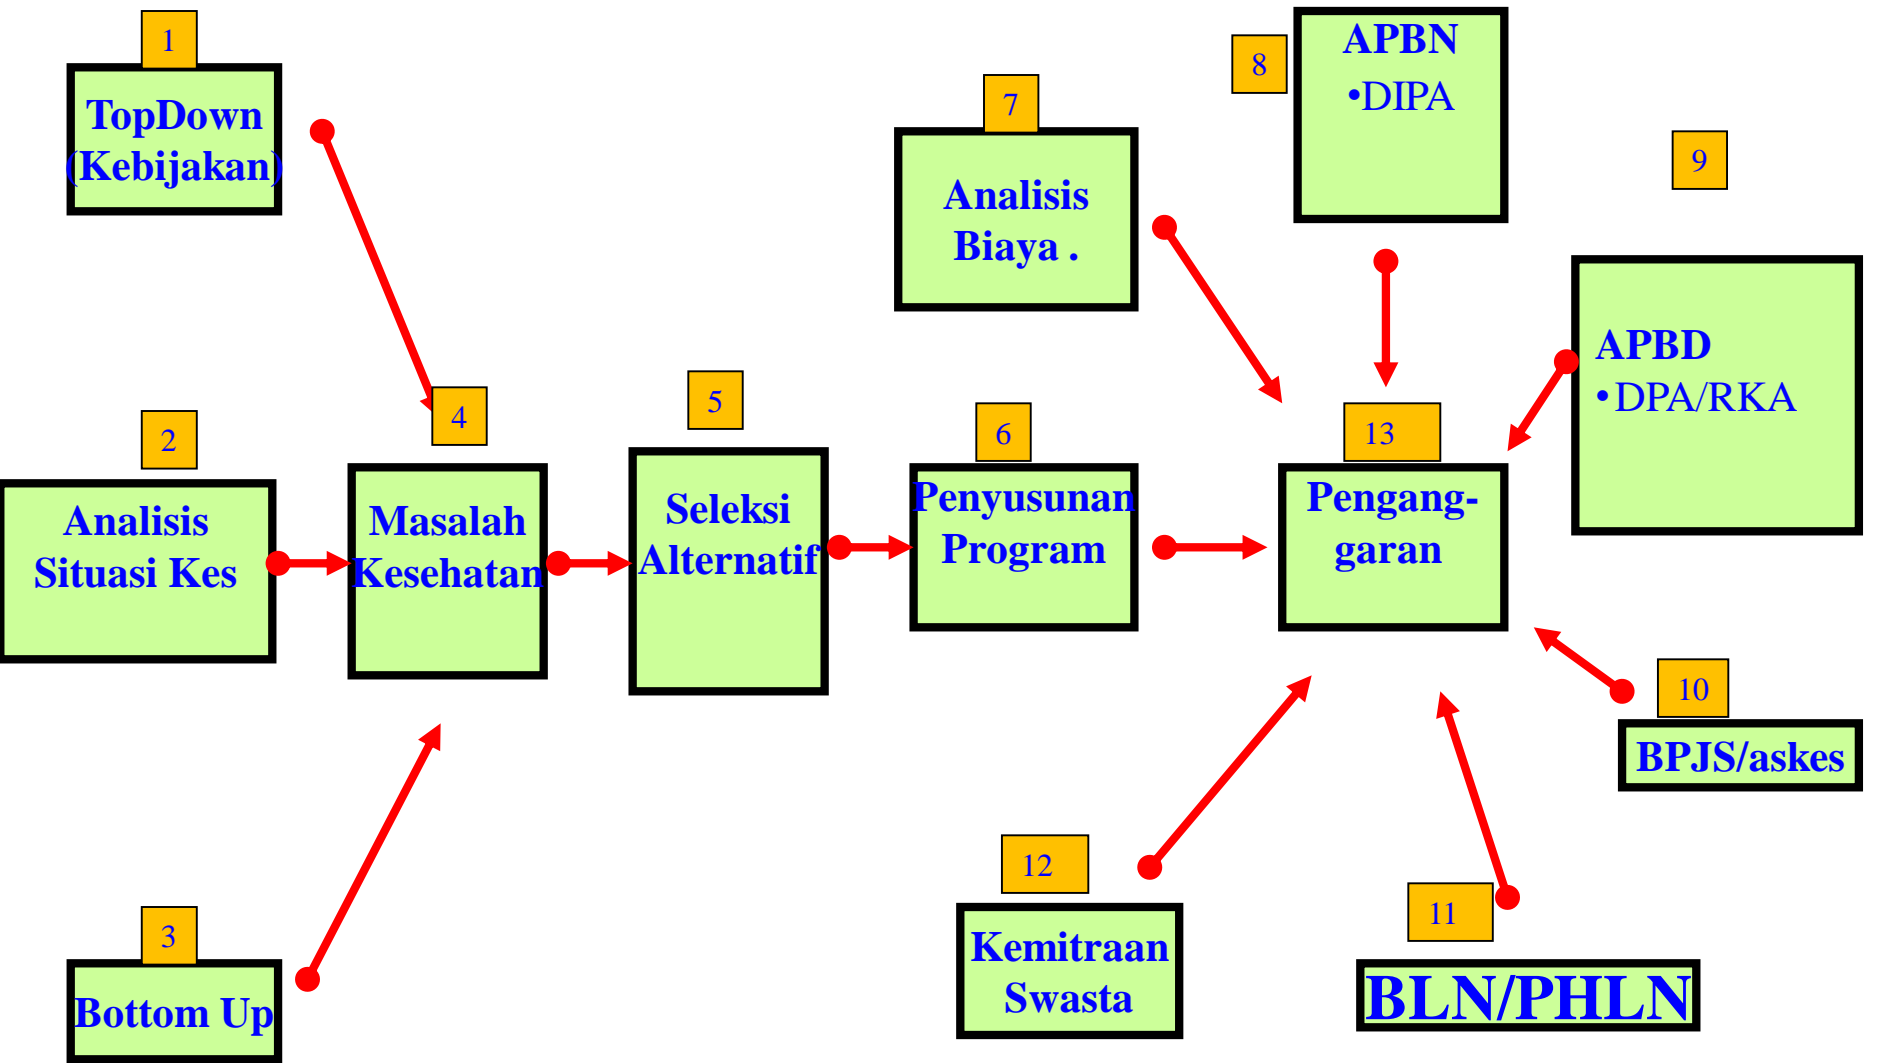 1
TopDown
(Kebijakan)
2
Analisis
Situasi Kes
3
Bottom Up
4
Masalah
Kesehatan
5
Seleksi
Alternatif
6
Penyusunan
Program
7
Analisis
Biaya .
8
APBN
•DIPA
9
APBD
•DPA/RKA
10
BPJS/askes
11
BLN/PHLN
12
Kemitraan
Swasta
13
Pengang-
garan